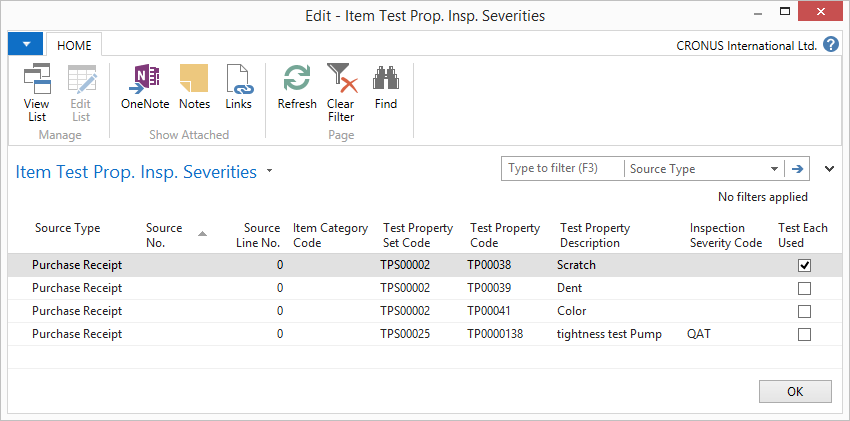 Edit - Item Test Prop. Insp. Severities
HOME
CRONUS International Ltd.
View List
Edit List
OneNote
Notes
Links
Refresh
Clear Filter
Find
Manage
Show Attached
Page
Item Test Prop. Insp. Severities
Type to filter (F3)
Source Type
No filters applied
Source Type Source No. Source Line No. Item Category Code Test Property Set Code Test Property Code Test Property Description Inspection Severity Code Test Each Used
Purchase Receipt 0 TPS00002 TP00038 Scratch
Purchase Receipt 0 TPS00002 TP00039 Dent
Purchase Receipt 0 TPS00002 TP00041 Color
Purchase Receipt 0 TPS00025 TP0000138 tightness test Pump QAT
OK